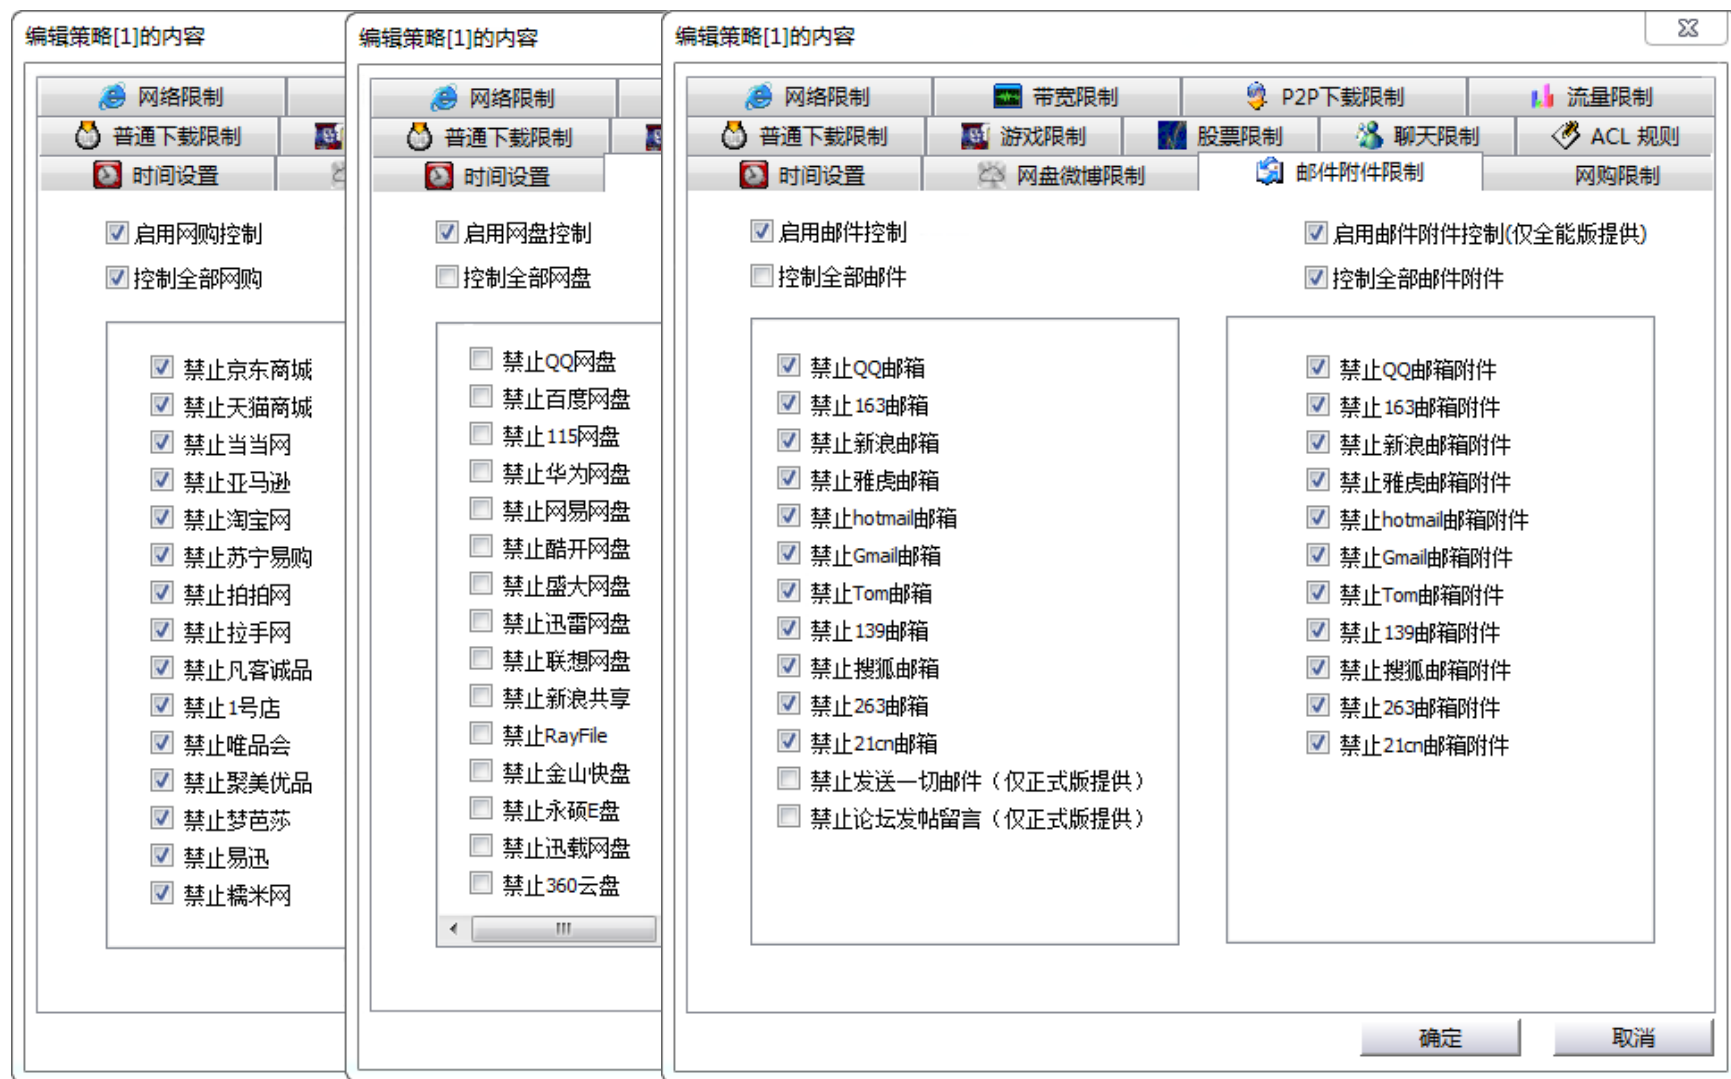 编辑策略[1]的内容
网络限制
普通下载限制
时间设置
启用网购控制
控制全部网购
禁止京东商城
禁止天猫商城
禁止当当网
禁止亚马逊
禁止淘宝网
禁止苏宁易购
禁止拍拍网
禁止拉手网
禁止凡客诚品
禁止1号店
禁止唯品会
禁止聚美优品
禁止梦芭莎
禁止易迅
禁止糯米网
编辑策略[1]的内容
网络限制
普通下载限制
时间设置
启用网盘控制
控制全部网盘
禁止QQ网盘
禁止百度网盘
禁止115网盘
禁止华为网盘
禁止网易网盘
禁止酷开网盘
禁止盛大网盘
禁止迅雷网盘
禁止联想网盘
禁止新浪共享
禁止RayFile
禁止金山快盘
禁止永硕E盘
禁止迅载网盘
禁止360云盘
编辑策略[1]的内容
网络限制 带宽限制 P2P下载限制 流量限制
普通下载限制 游戏限制 股票限制 聊天限制 ACL 规则
时间设置 网盘微博限制 邮件附件限制 网购限制
启用邮件控制
控制全部邮件
禁止QQ邮箱
禁止163邮箱
禁止新浪邮箱
禁止雅虎邮箱
禁止hotmail邮箱
禁止Gmail邮箱
禁止Tom邮箱
禁止139邮箱
禁止搜狐邮箱
禁止263邮箱
禁止21cn邮箱
禁止发送一切邮件（仅正式版提供）
禁止论坛发帖留言（仅正式版提供）
启用邮件附件控制(仅全能版提供)
控制全部邮件附件
禁止QQ邮箱附件
禁止163邮箱附件
禁止新浪邮箱附件
禁止雅虎邮箱附件
禁止hotmail邮箱附件
禁止Gmail邮箱附件
禁止Tom邮箱附件
禁止139邮箱附件
禁止搜狐邮箱附件
禁止263邮箱附件
禁止21cn邮箱附件
确定 取消